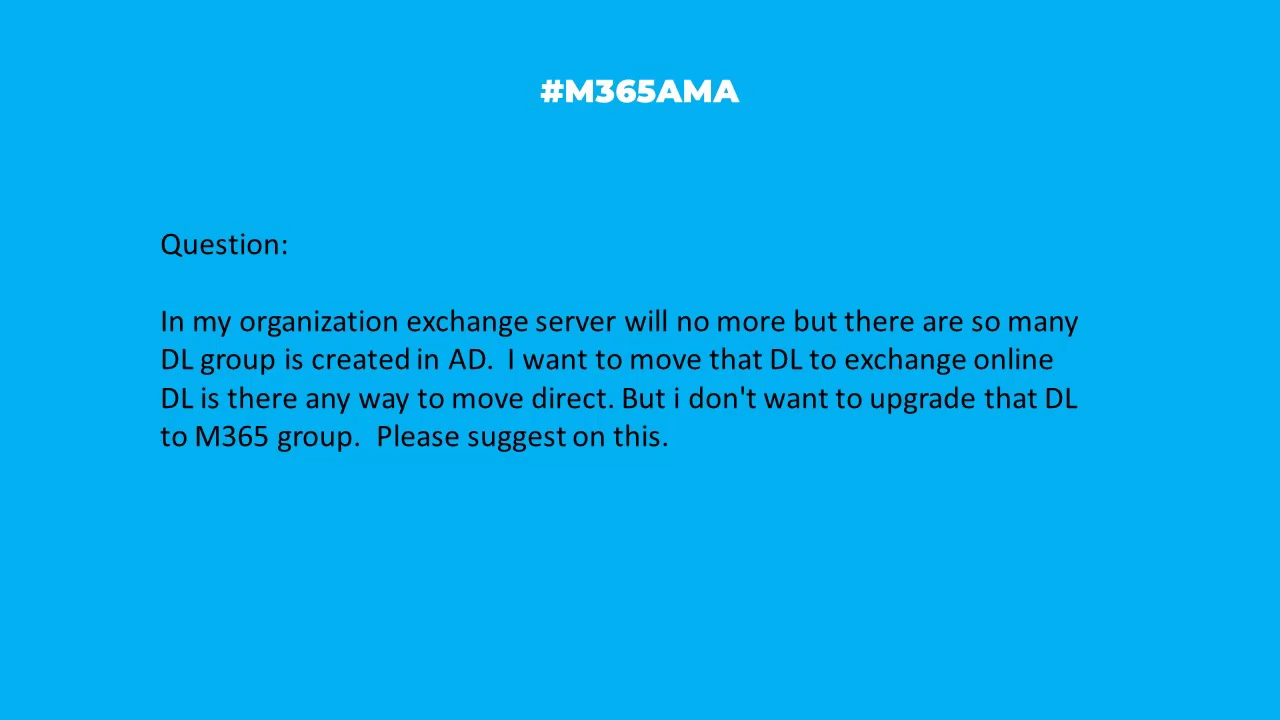 #M365AMA
Question:
In my organization exchange server will no more but there are so many
DL group is created in AD.  I want to move that DL to exchange online
DL is there any way to move direct. But i don't want to upgrade that DL
to M365 group.  Please suggest on this.